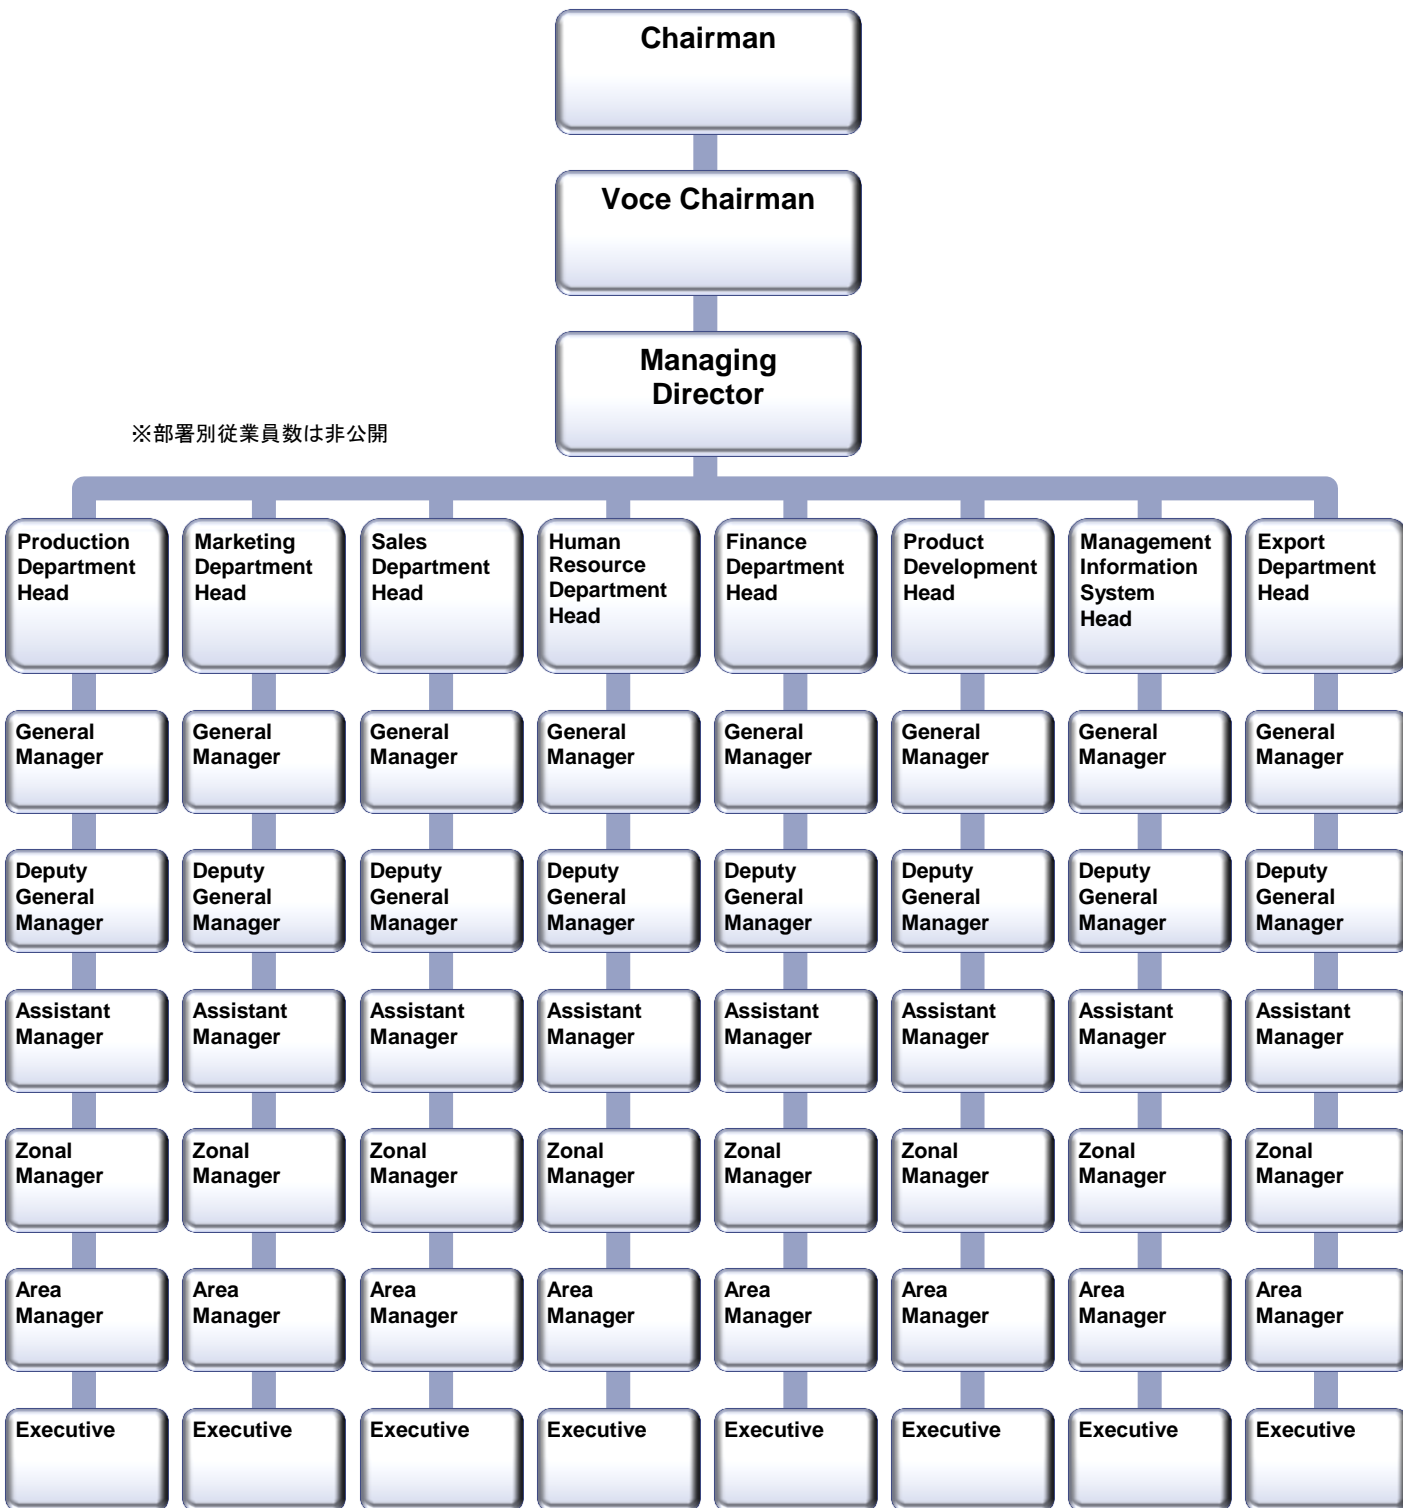 Chairman
Voce Chairman
Managing
Director
※部署別従業員数は非公開
Production
Department
Head
Marketing
Department
Head
Sales
Department
Head
Human
Resource
Department
Head
Finance
Department
Head
Product
Development
Head
Management
Information
System
Head
Export
Department
Head
General
Manager
General
Manager
General
Manager
General
Manager
General
Manager
General
Manager
General
Manager
General
Manager
Deputy
General
Manager
Deputy
General
Manager
Deputy
General
Manager
Deputy
General
Manager
Deputy
General
Manager
Deputy
General
Manager
Deputy
General
Manager
Deputy
General
Manager
Assistant
Manager
Assistant
Manager
Assistant
Manager
Assistant
Manager
Assistant
Manager
Assistant
Manager
Assistant
Manager
Assistant
Manager
Zonal
Manager
Zonal
Manager
Zonal
Manager
Zonal
Manager
Zonal
Manager
Zonal
Manager
Zonal
Manager
Zonal
Manager
Area
Manager
Area
Manager
Area
Manager
Area
Manager
Area
Manager
Area
Manager
Area
Manager
Area
Manager
Executive
Executive
Executive
Executive
Executive
Executive
Executive
Executive